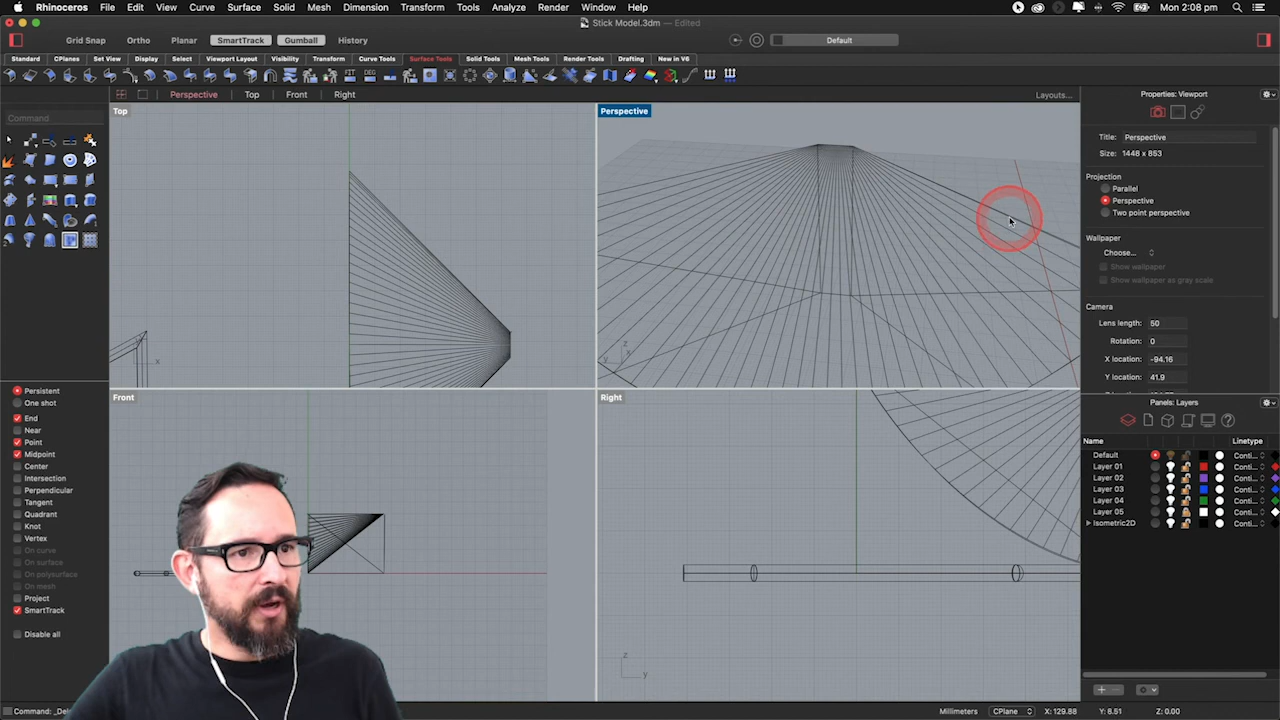 Rhinoceros File Edit View Curve Surface Solid Mesh Dimension Transform Tools Analyze Render Window Help Mon 2:08 pm
Stick Model.3dm — Edited
Grid Snap Ortho Planar SmartTrack Gumball History Default
Standard CPlanes Set View Display Select Viewport Layout Visibility Transform Curve Tools Surface Tools Solid Tools Mesh Tools Render Tools Drafting New in V6
FIT DEG
Perspective Top Front Right Layouts...
Properties: Viewport
Command
Top
Perspective
Title: Perspective
Size: 1448 x 853
Projection
Parallel
Perspective
Two point perspective
Wallpaper
Choose...
Show wallpaper
Show wallpaper as gray scale
Camera
Lens length: 50
Rotation: 0
X location: -94.16
Y location: 41.9
x
z
x
y
Persistent
One shot
End
Near
Point
Midpoint
Center
Intersection
Perpendicular
Tangent
Quadrant
Knot
Vertex
On curve
On surface
On polysurface
On mesh
Project
SmartTrack
Disable all
Front
Right
z
y
Panels: Layers
Name Linetype
Default Conti...
Layer 01 Conti...
Layer 02 Conti...
Layer 03 Conti...
Layer 04 Conti...
Layer 05 Conti...
Isometric2D Conti...
Command: _Del
Millimeters CPlane X: 129.88 Y: 8.51 Z: 0.00